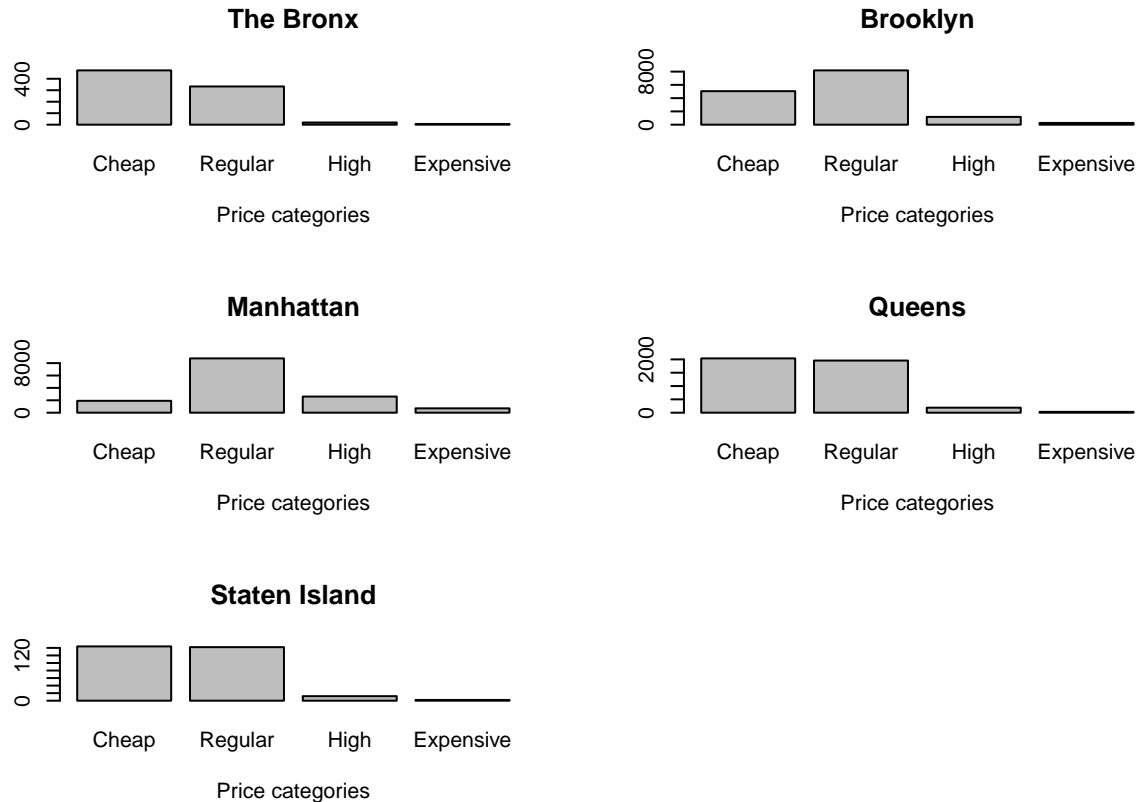 The Bronx
400
0
Cheap Regular High Expensive
Price categories
Brooklyn
8000
0
Cheap Regular High Expensive
Price categories
Manhattan
8000
0
Cheap Regular High Expensive
Price categories
Queens
2000
0
Cheap Regular High Expensive
Price categories
Staten Island
120
0
Cheap Regular High Expensive
Price categories